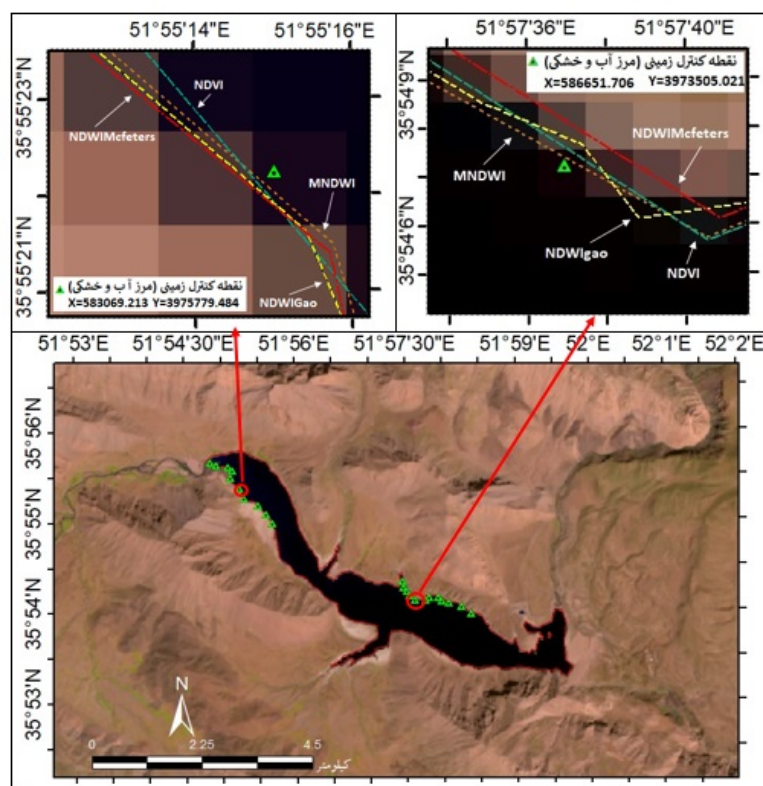 51°55'14"E
51°55'16"E
35°55'23"N
35°55'21"N
NDVI
NDWIMcfeters
MNDWI
NDWIGao
نقطه کنترل زمینی (مرز آب و خشکی)
X=583069.213 Y=3975779.484
51°57'36"E
51°57'40"E
نقطه کنترل زمینی (مرز آب و خشکی)
X=586651.706 Y=3973505.021
35°54'9"N
35°54'6"N
NDWIMcfeters
MNDWI
NDWIgao
NDVI
51°53'E
51°54'30"E
51°56'E
51°57'30"E
51°59'E
52°E
52°1'E
52°2'E
35°56'N
35°55'N
35°54'N
35°53'N
N
0
2.25
4.5
کیلومتر